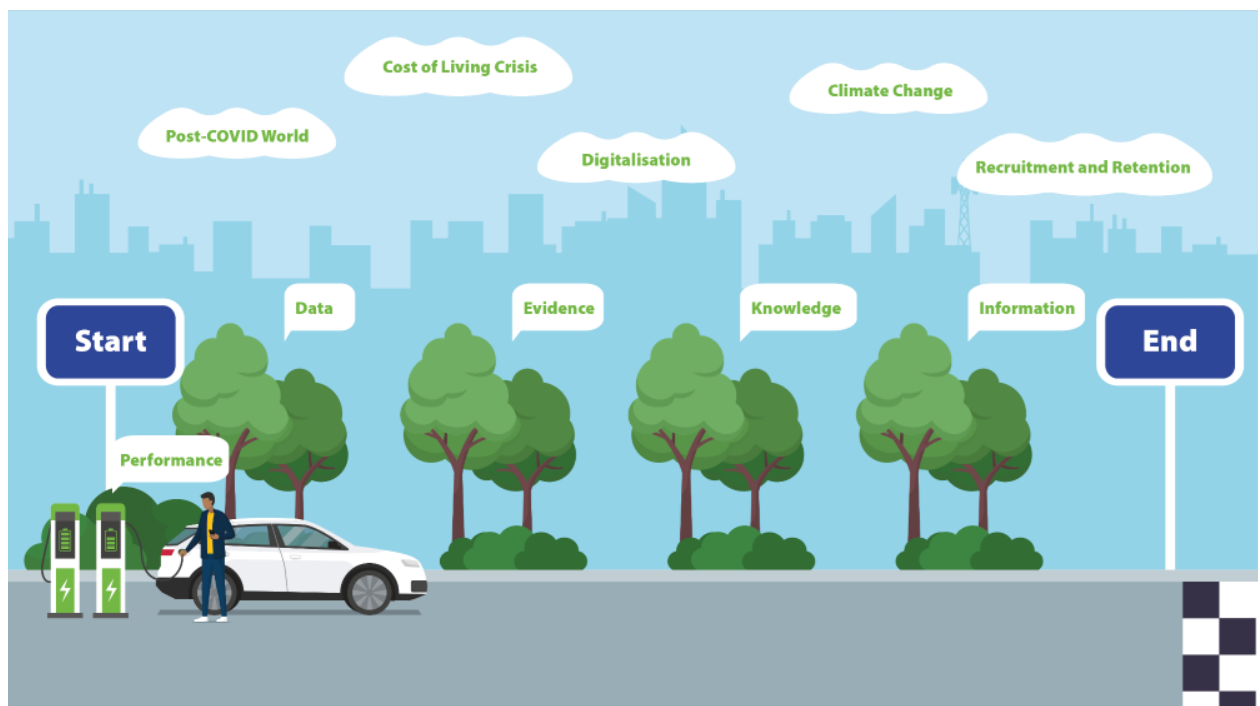 Cost of Living Crisis
Climate Change
Post-COVID World
Digitalisation
Recruitment and Retention
Data
Evidence
Knowledge
Information
Start
End
Performance